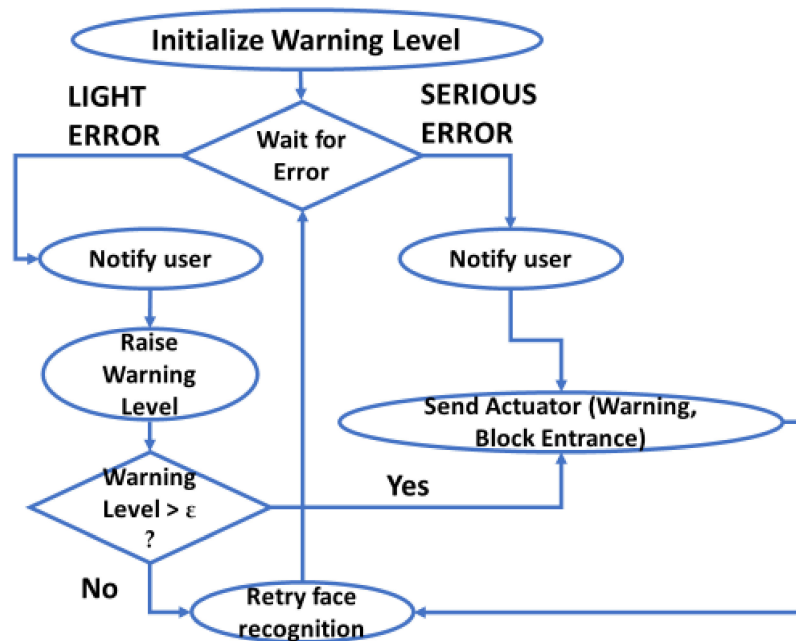 Initialize Warning Level
LIGHT
ERROR
SERIOUS
ERROR
Wait for
Error
Notify user
Notify user
Raise
Warning
Level
Send Actuator (Warning,
Block Entrance)
Warning
Level > ε
?
Yes
No
Retry face
recognition